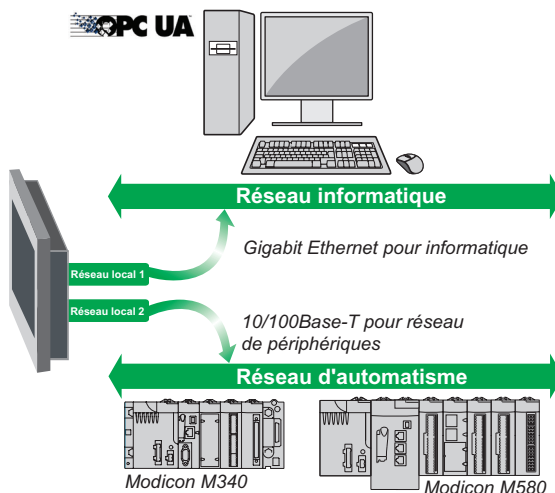 OPC UA
Réseau informatique
Gigabit Ethernet pour informatique
Réseau local 1
Réseau local 2
10/100Base-T pour réseau
de périphériques
Réseau d'automatisme
Modicon M340
Modicon M580